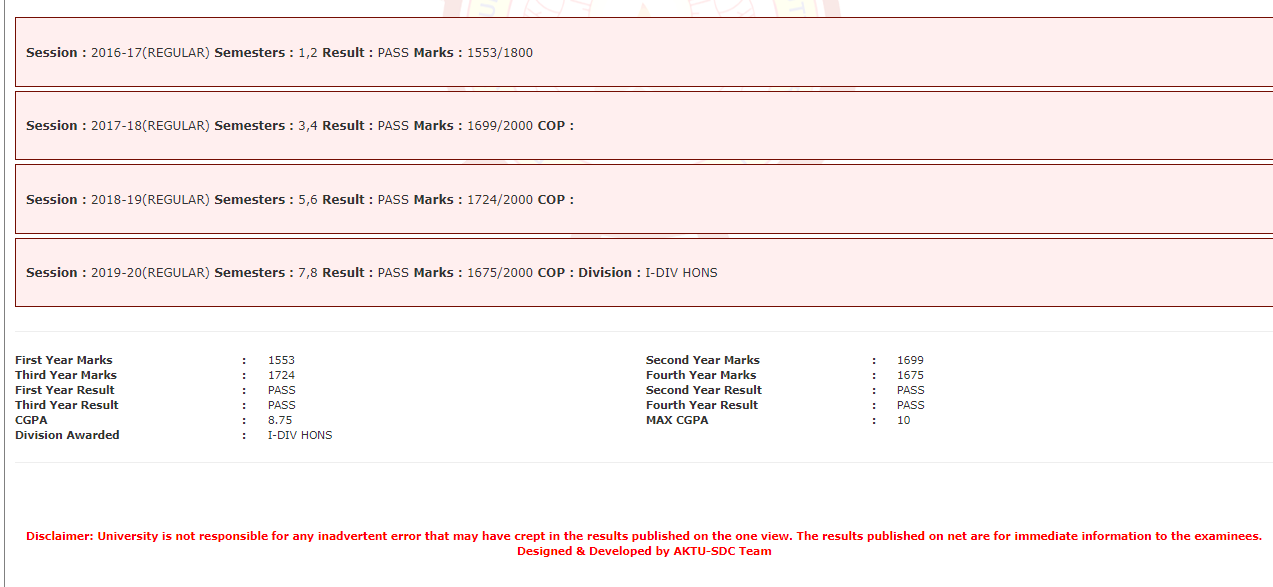 Session : 2016-17(REGULAR) Semesters : 1,2 Result : PASS Marks : 1553/1800
Session : 2017-18(REGULAR) Semesters : 3,4 Result : PASS Marks : 1699/2000 COP :
Session : 2018-19(REGULAR) Semesters : 5,6 Result : PASS Marks : 1724/2000 COP :
Session : 2019-20(REGULAR) Semesters : 7,8 Result : PASS Marks : 1675/2000 COP : Division : I-DIV HONS
First Year Marks : 1553 Second Year Marks : 1699
Third Year Marks : 1724 Fourth Year Marks : 1675
First Year Result : PASS Second Year Result : PASS
Third Year Result : PASS Fourth Year Result : PASS
CGPA : 8.75 MAX CGPA : 10
Division Awarded : I-DIV HONS
Disclaimer: University is not responsible for any inadvertent error that may have crept in the results published on the one view. The results published on net are for immediate information to the examinees.
Designed & Developed by AKTU-SDC Team